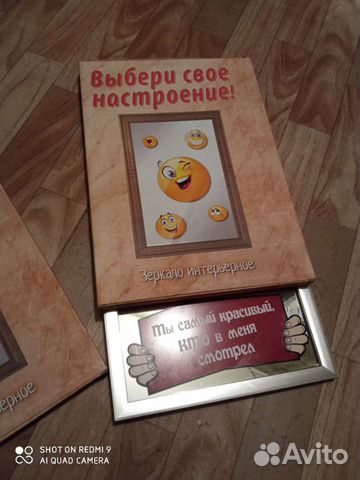 Выбери свое
настроение!
Зеркало интерьерное
Ты самый красивый,
кто в меня
смотрел
ерное
SHOT ON REDMI 9
AI QUAD CAMERA
Avito